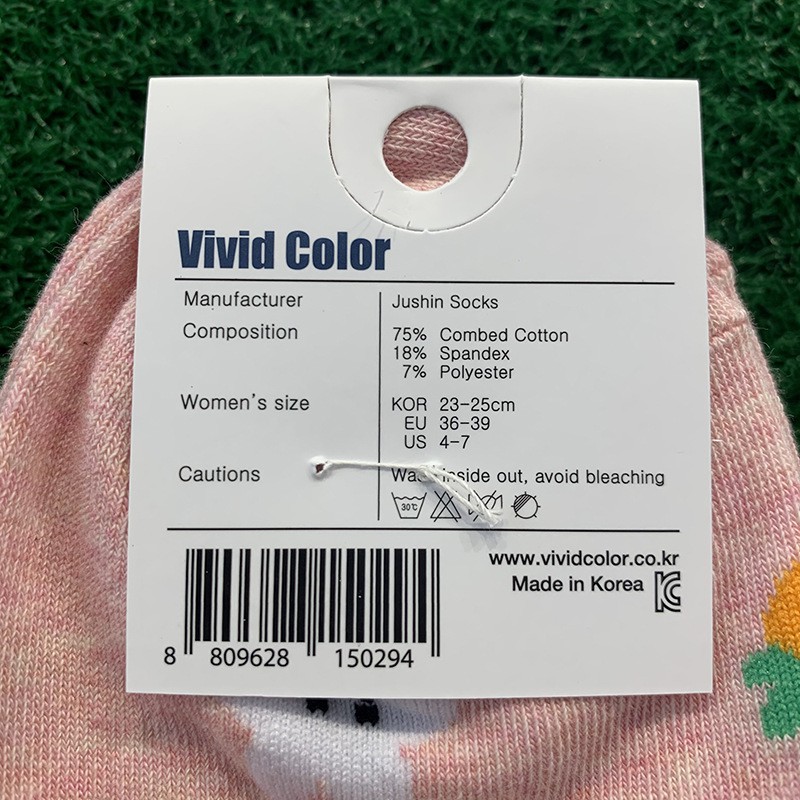 Vivid Color
Manufacturer Jushin Socks
Composition 75% Combed Cotton
18% Spandex
7% Polyester
Women's size KOR 23-25cm
EU 36-39
US 4-7
Cautions inside out, avoid bleaching
30℃
www.vividcolor.co.kr
Made in Korea KC
8 809628 150294